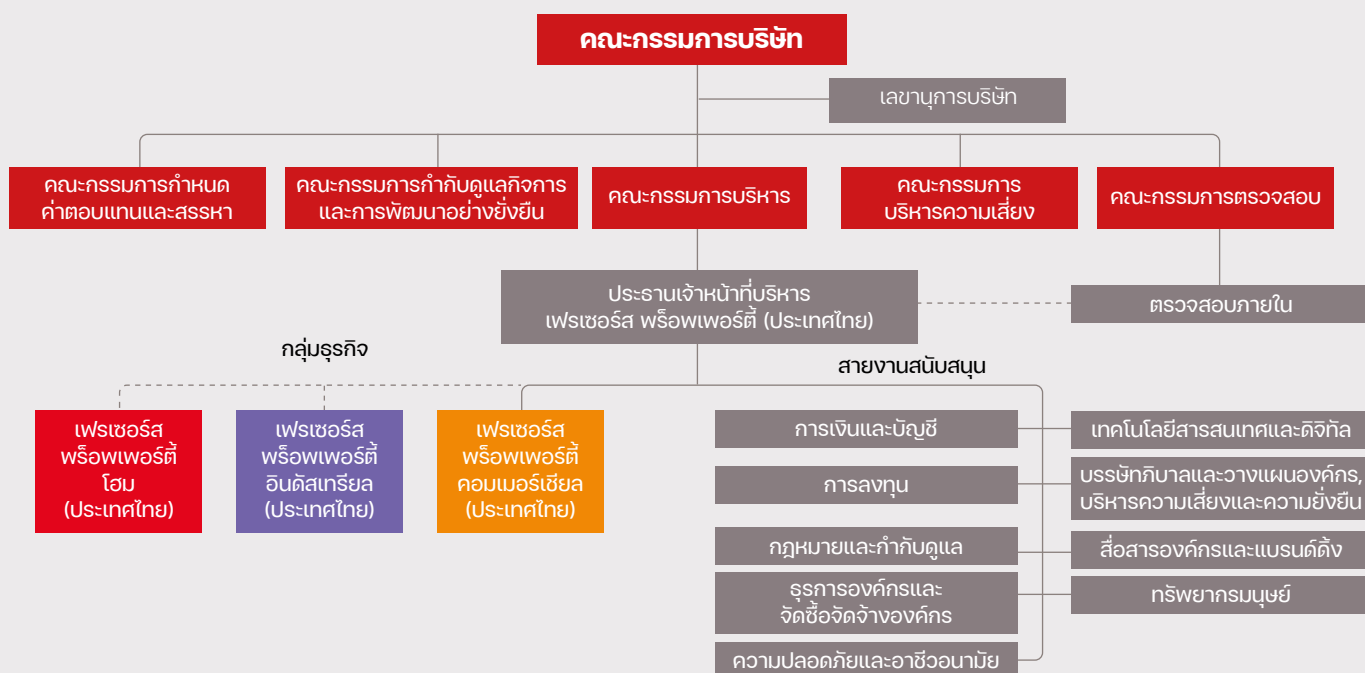 คณะกรรมการบริษัท
เลขานุการบริษัท
คณะกรรมการกำหนด
ค่าตอบแทนและสรรหา
คณะกรรมการกำกับดูแลกิจการ
และการพัฒนาอย่างยั่งยืน
คณะกรรมการบริหาร
คณะกรรมการ
บริหารความเสี่ยง
คณะกรรมการตรวจสอบ
ประธานเจ้าหน้าที่บริหาร
เฟรเซอร์ส พร็อพเพอร์ตี้ (ประเทศไทย)
ตรวจสอบภายใน
กลุ่มธุรกิจ
สายงานสนับสนุน
เฟรเซอร์ส
พร็อพเพอร์ตี้
โฮม
(ประเทศไทย)
เฟรเซอร์ส
พร็อพเพอร์ตี้
อินดัสเทรียล
(ประเทศไทย)
เฟรเซอร์ส
พร็อพเพอร์ตี้
คอมเมอร์เชียล
(ประเทศไทย)
การเงินและบัญชี
การลงทุน
กฎหมายและกำกับดูแล
ธุรการองค์กรและ
จัดซื้อจัดจ้างองค์กร
ความปลอดภัยและอาชีวอนามัย
เทคโนโลยีสารสนเทศและดิจิทัล
บรรษัทภิบาลและวางแผนองค์กร,
บริหารความเสี่ยงและความยั่งยืน
สื่อสารองค์กรและแบรนด์ดิ้ง
ทรัพยากรมนุษย์